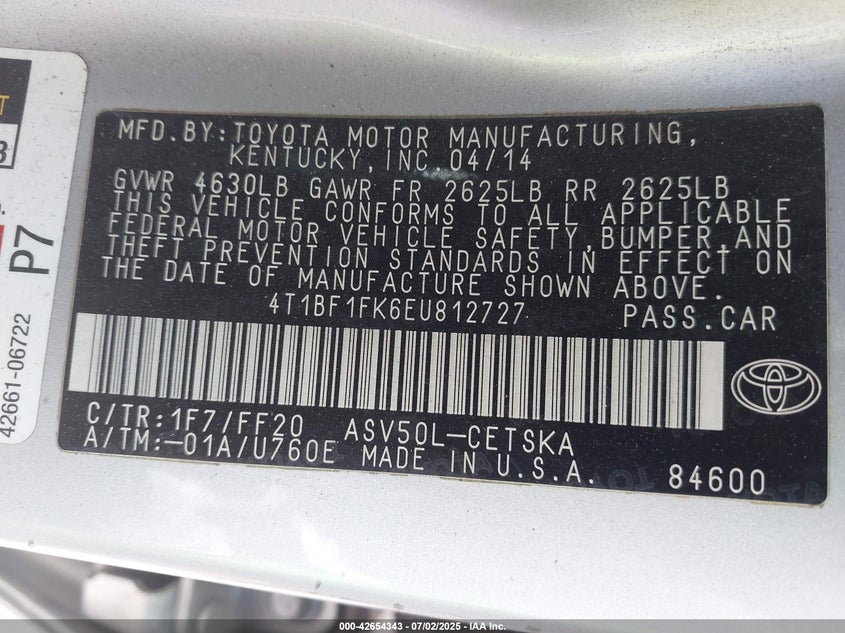 MFD.BY:TOYOTA MOTOR MANUFACTURING,
KENTUCKY,INC.04/14
GVWR 4630LB GAWR FR 2625LB RR 2625LB
THIS VEHICLE CONFORMS TO ALL APPLICABLE
FEDERAL MOTOR VEHICLE SAFETY,BUMPER,AND
THEFT PREVENTION STANDARDS IN EFFECT ON
THE DATE OF MANUFACTURE SHOWN ABOVE.
4T1BF1FK6EU812727 PASS.CAR
C/TR:1F7/FF20 ASV50L-CETSKA
A/TM:-01A/U760E MADE IN U.S.A. 84600
P7
42661-06722
000-42654343 - 07/02/2025 - IAA Inc.